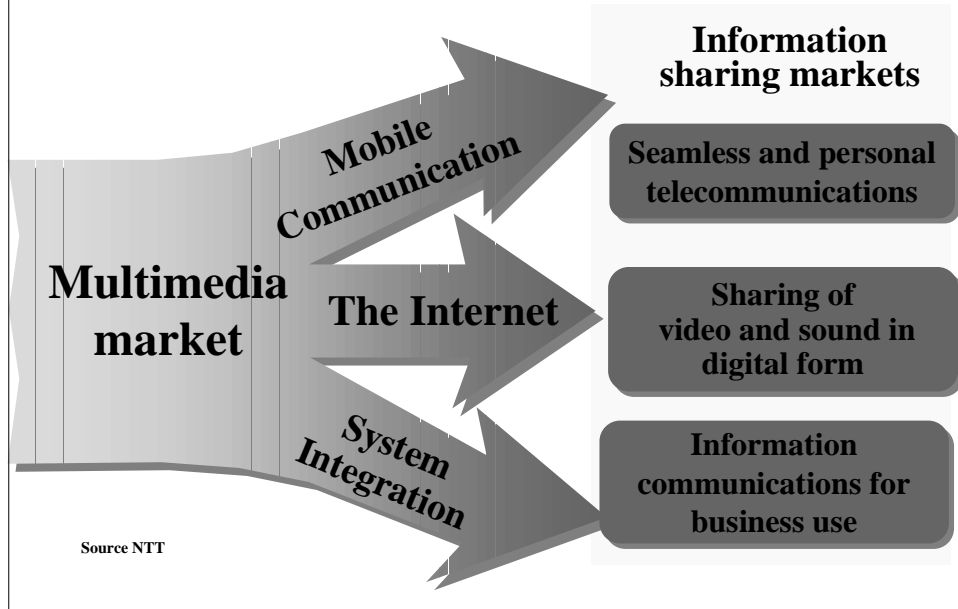 Multimedia
market
Mobile
Communication
The Internet
System
Integration
Information
sharing markets
Seamless and personal
telecommunications
Sharing of
video and sound in
digital form
Information
communications for
business use
Source NTT